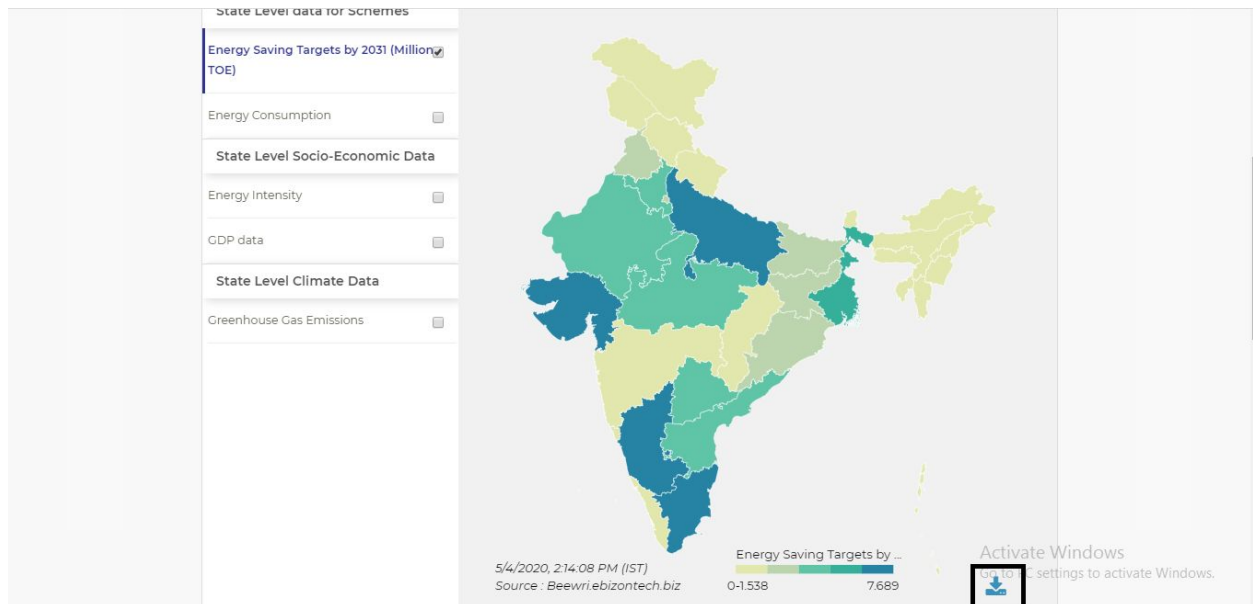 State Level data for Schemes
Energy Saving Targets by 2031 (Million
TOE)
Energy Consumption
State Level Socio-Economic Data
Energy Intensity
GDP data
State Level Climate Data
Greenhouse Gas Emissions
5/4/2020, 2:14:08 PM (IST)
Source : Beewri.ebizontech.biz
Energy Saving Targets by ...
0-1.538 7.689
Activate Windows
Go to PC settings to activate Windows.